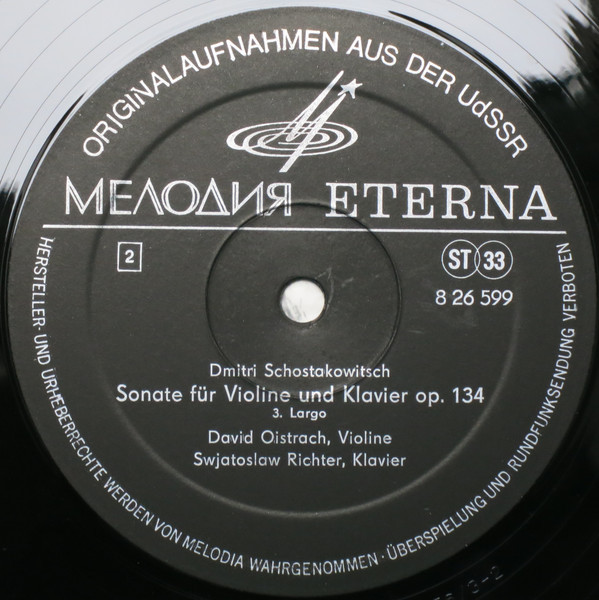 ORIGINALAUFNAHMEN AUS DER UdSSR
МЕЛОДИЯ ETERNA
2
ST 33
8 26 599
Dmitri Schostakowitsch
Sonate für Violine und Klavier op. 134
3. Largo
David Oistrach, Violine
Swjatoslaw Richter, Klavier
HERSTELLER- UND URHEBERRECHTE WERDEN VON MELODIA WAHRGENOMMEN · ÜBERSPIELUNG UND RUNDFUNKSENDUNG VERBOTEN